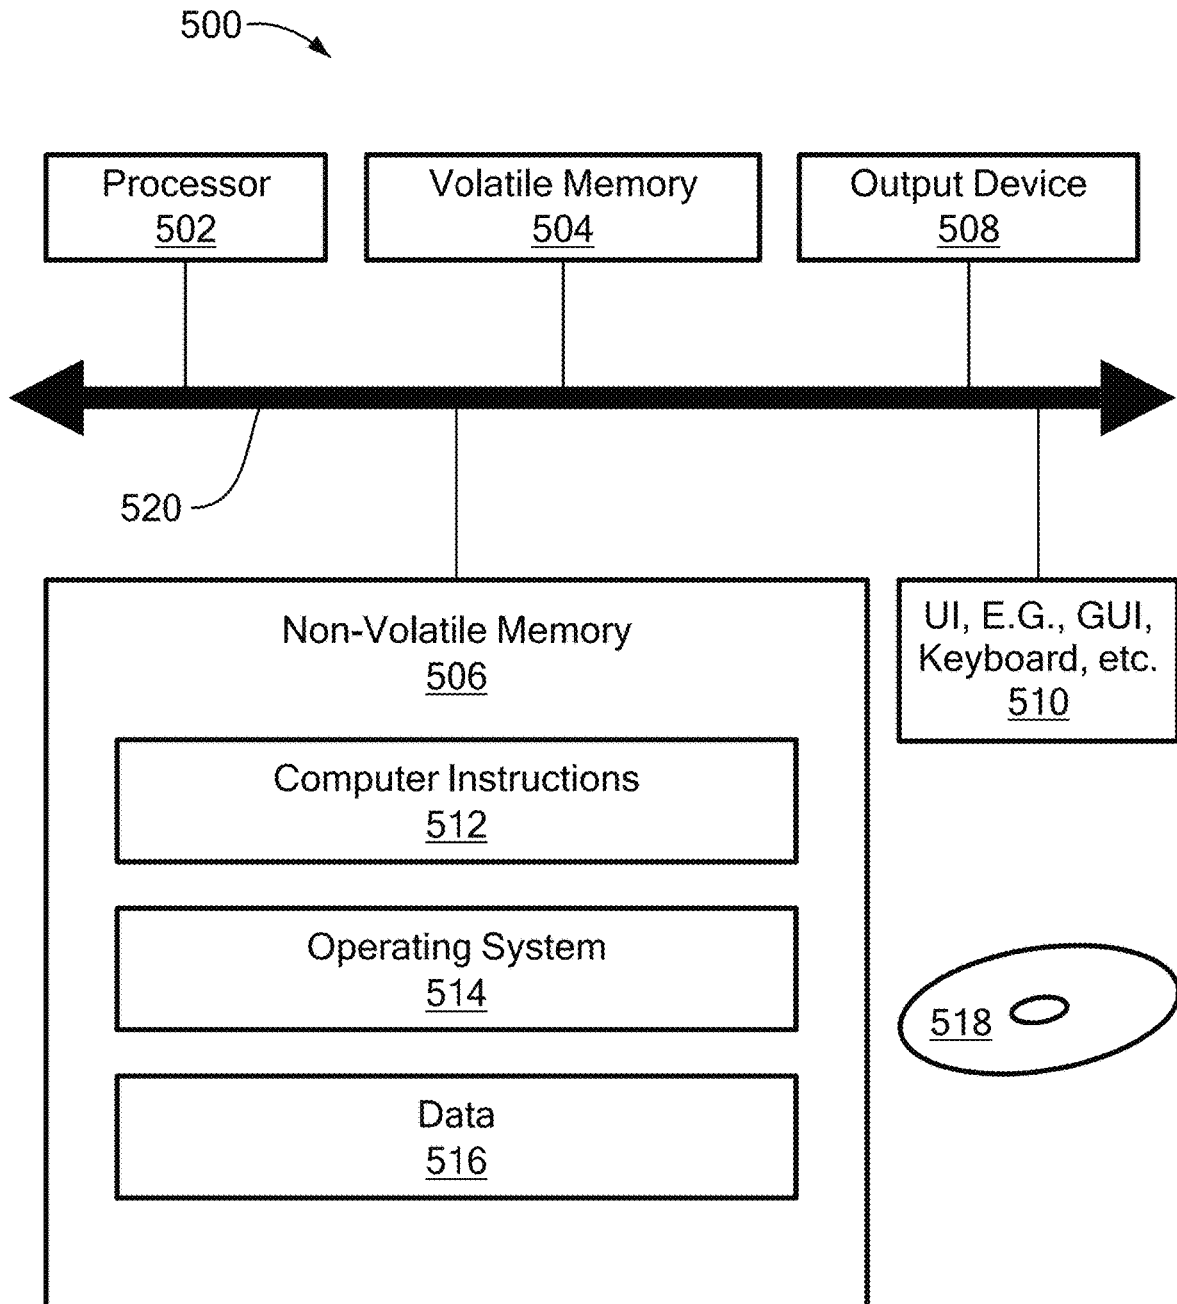 500
Processor
502
Volatile Memory
504
Output Device
508
520
Non-Volatile Memory
506
Computer Instructions
512
Operating System
514
Data
516
UI, E.G., GUI,
Keyboard, etc.
510
518